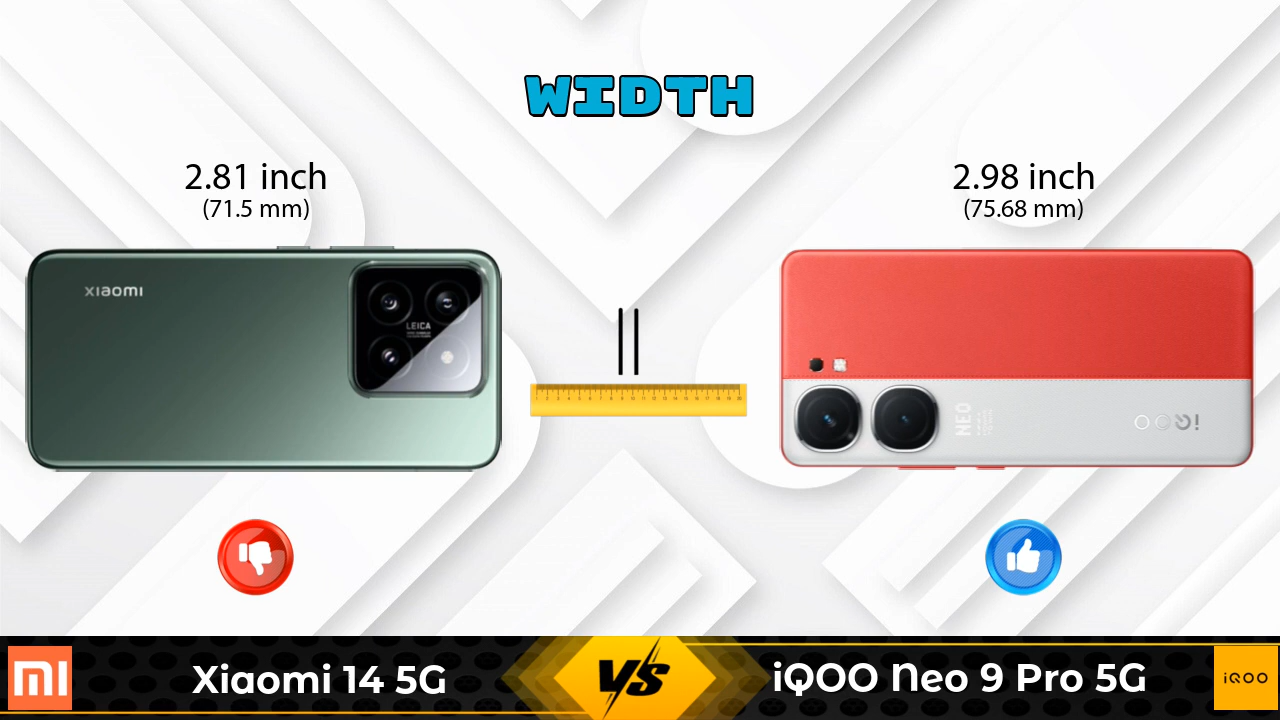 WIDTH
2.81 inch
(71.5 mm)
2.98 inch
(75.68 mm)
xiaomi
LEICA
NEO
iQOO
Xiaomi 14 5G
VS
iQOO Neo 9 Pro 5G
iQOO